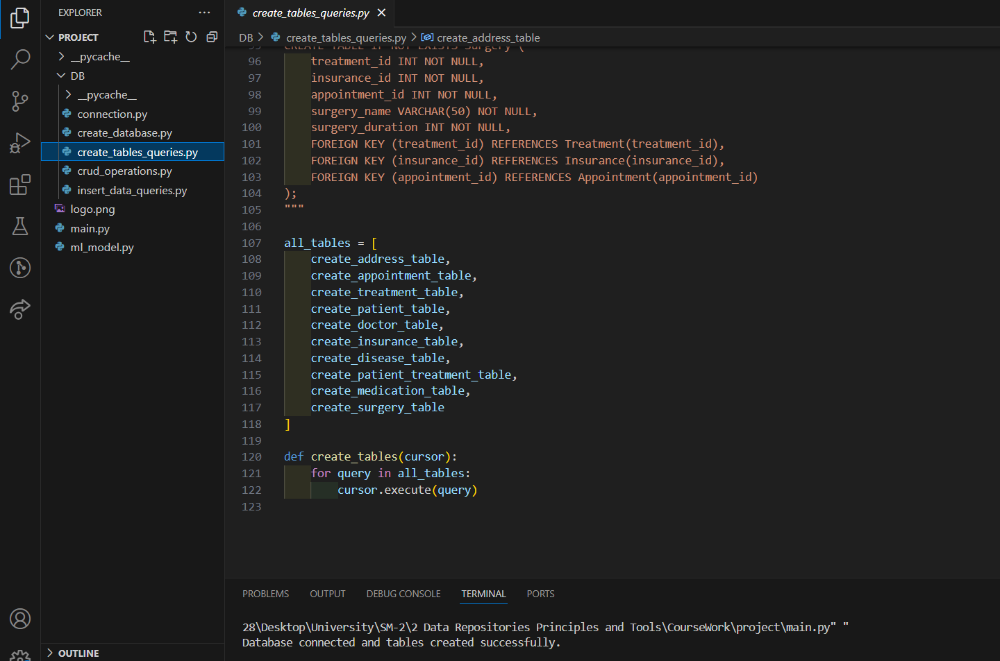 EXPLORER
PROJECT
__pycache__
DB
__pycache__
connection.py
create_database.py
create_tables_queries.py
crud_operations.py
insert_data_queries.py
logo.png
main.py
ml_model.py
OUTLINE
create_tables_queries.py
DB > create_tables_queries.py > create_address_table
95 CREATE TABLE IF NOT EXISTS Surgery (
96 treatment_id INT NOT NULL,
97 insurance_id INT NOT NULL,
98 appointment_id INT NOT NULL,
99 surgery_name VARCHAR(50) NOT NULL,
100 surgery_duration INT NOT NULL,
101 FOREIGN KEY (treatment_id) REFERENCES Treatment(treatment_id),
102 FOREIGN KEY (insurance_id) REFERENCES Insurance(insurance_id),
103 FOREIGN KEY (appointment_id) REFERENCES Appointment(appointment_id)
104 );
105 """
106
107 all_tables = [
108 create_address_table,
109 create_appointment_table,
110 create_treatment_table,
111 create_patient_table,
112 create_doctor_table,
113 create_insurance_table,
114 create_disease_table,
115 create_patient_treatment_table,
116 create_medication_table,
117 create_surgery_table
118 ]
119
120 def create_tables(cursor):
121 for query in all_tables:
122 cursor.execute(query)
123
PROBLEMS OUTPUT DEBUG CONSOLE TERMINAL PORTS
28\Desktop\University\SM-2\2 Data Repositories Principles and Tools\CourseWork\project\main.py" "
Database connected and tables created successfully.